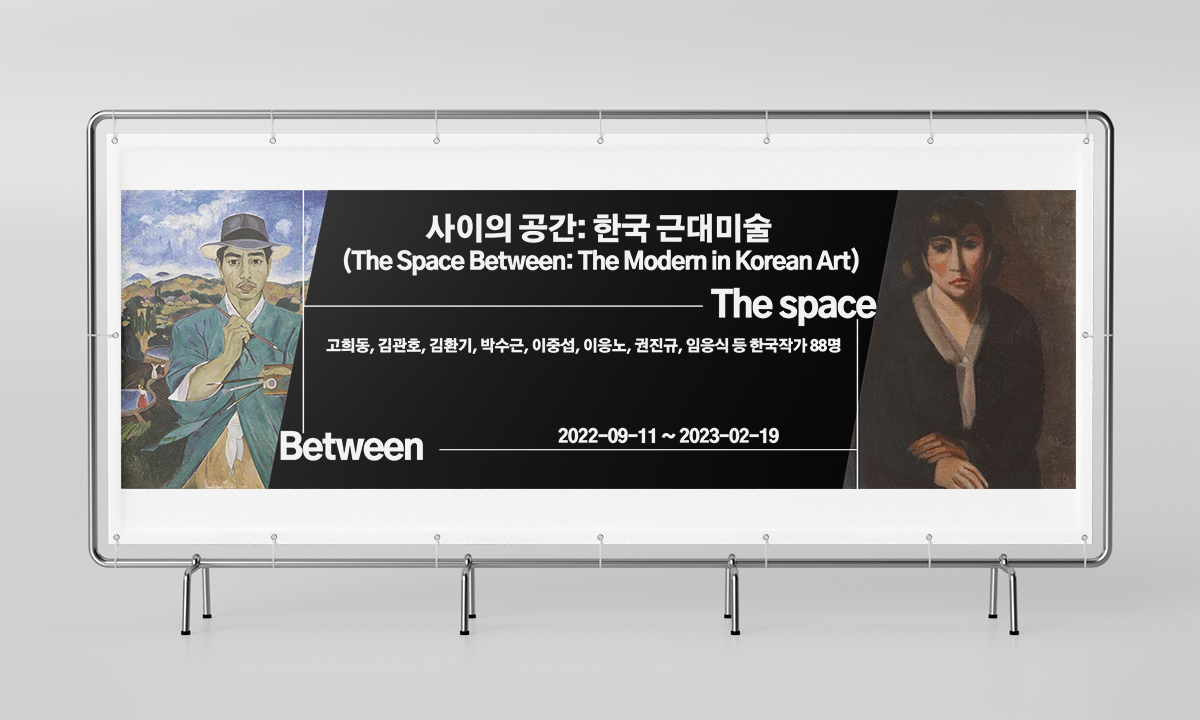 사이의 공간: 한국 근대미술
(The Space Between: The Modern in Korean Art)
The space
고희동, 김관호, 김환기, 박수근, 이중섭, 이응노, 권진규, 임응식 등 한국작가 88명
2022-09-11 ~ 2023-02-19
Between